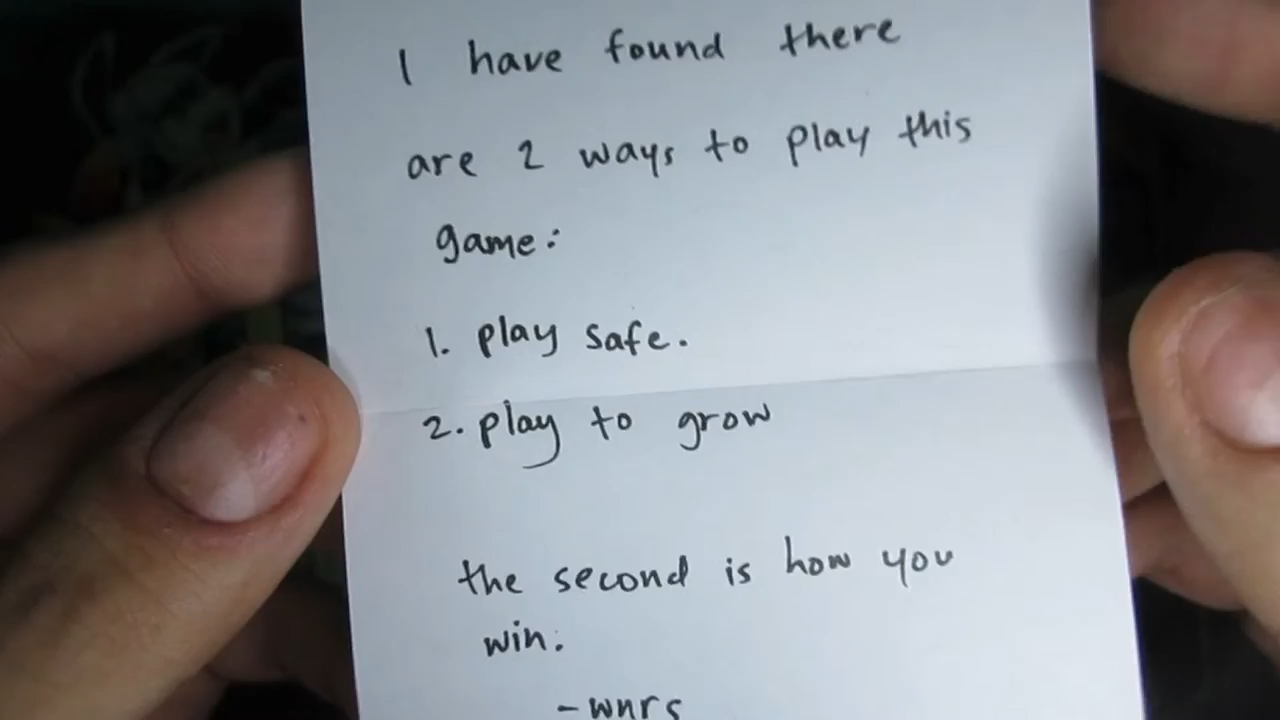 I have found there
are 2 ways to play this
game:
1. play safe.
2. play to grow
the second is how you
win.
-wnrs